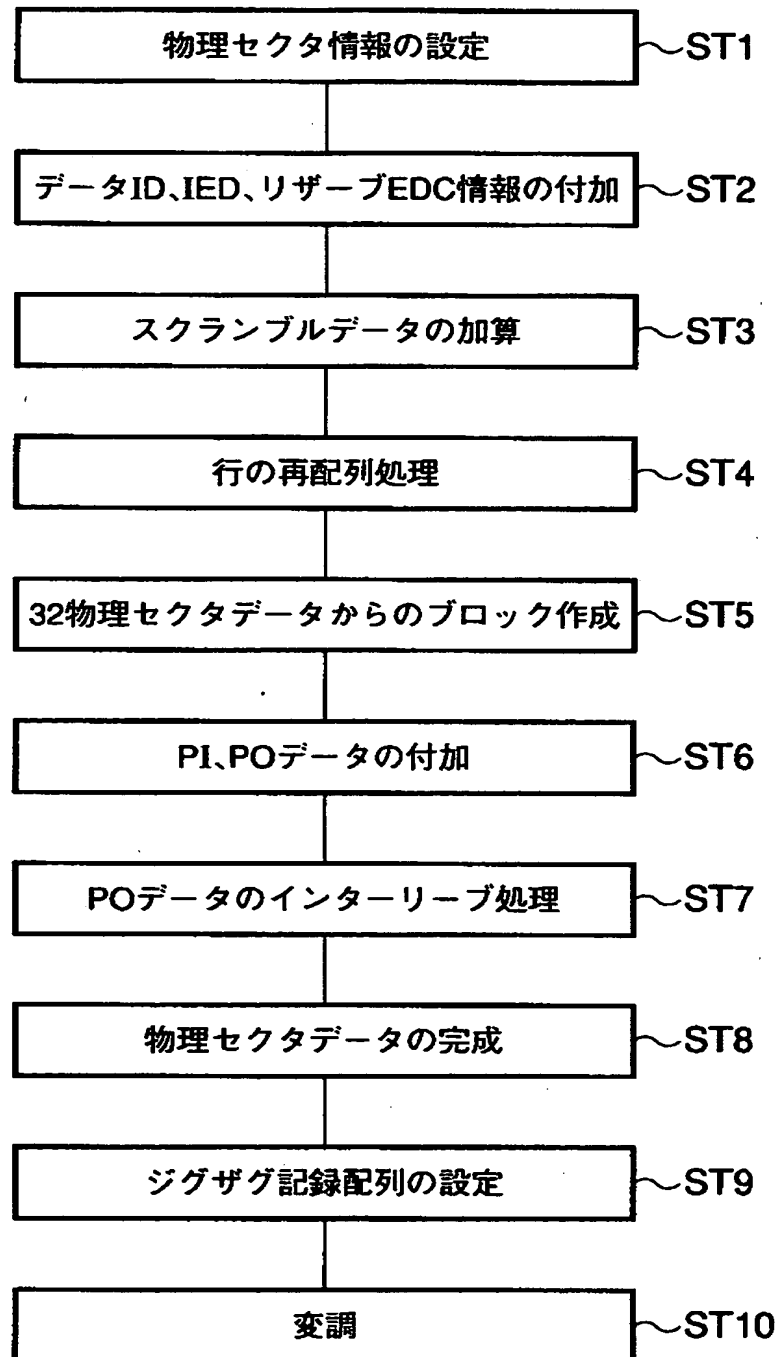 物理セクタ情報の設定 ～ST1
データID、IED、リザーブEDC情報の付加 ～ST2
スクランブルデータの加算 ～ST3
行の再配列処理 ～ST4
32物理セクタデータからのブロック作成 ～ST5
PI、POデータの付加 ～ST6
POデータのインターリーブ処理 ～ST7
物理セクタデータの完成 ～ST8
ジグザグ記録配列の設定 ～ST9
変調 ～ST10